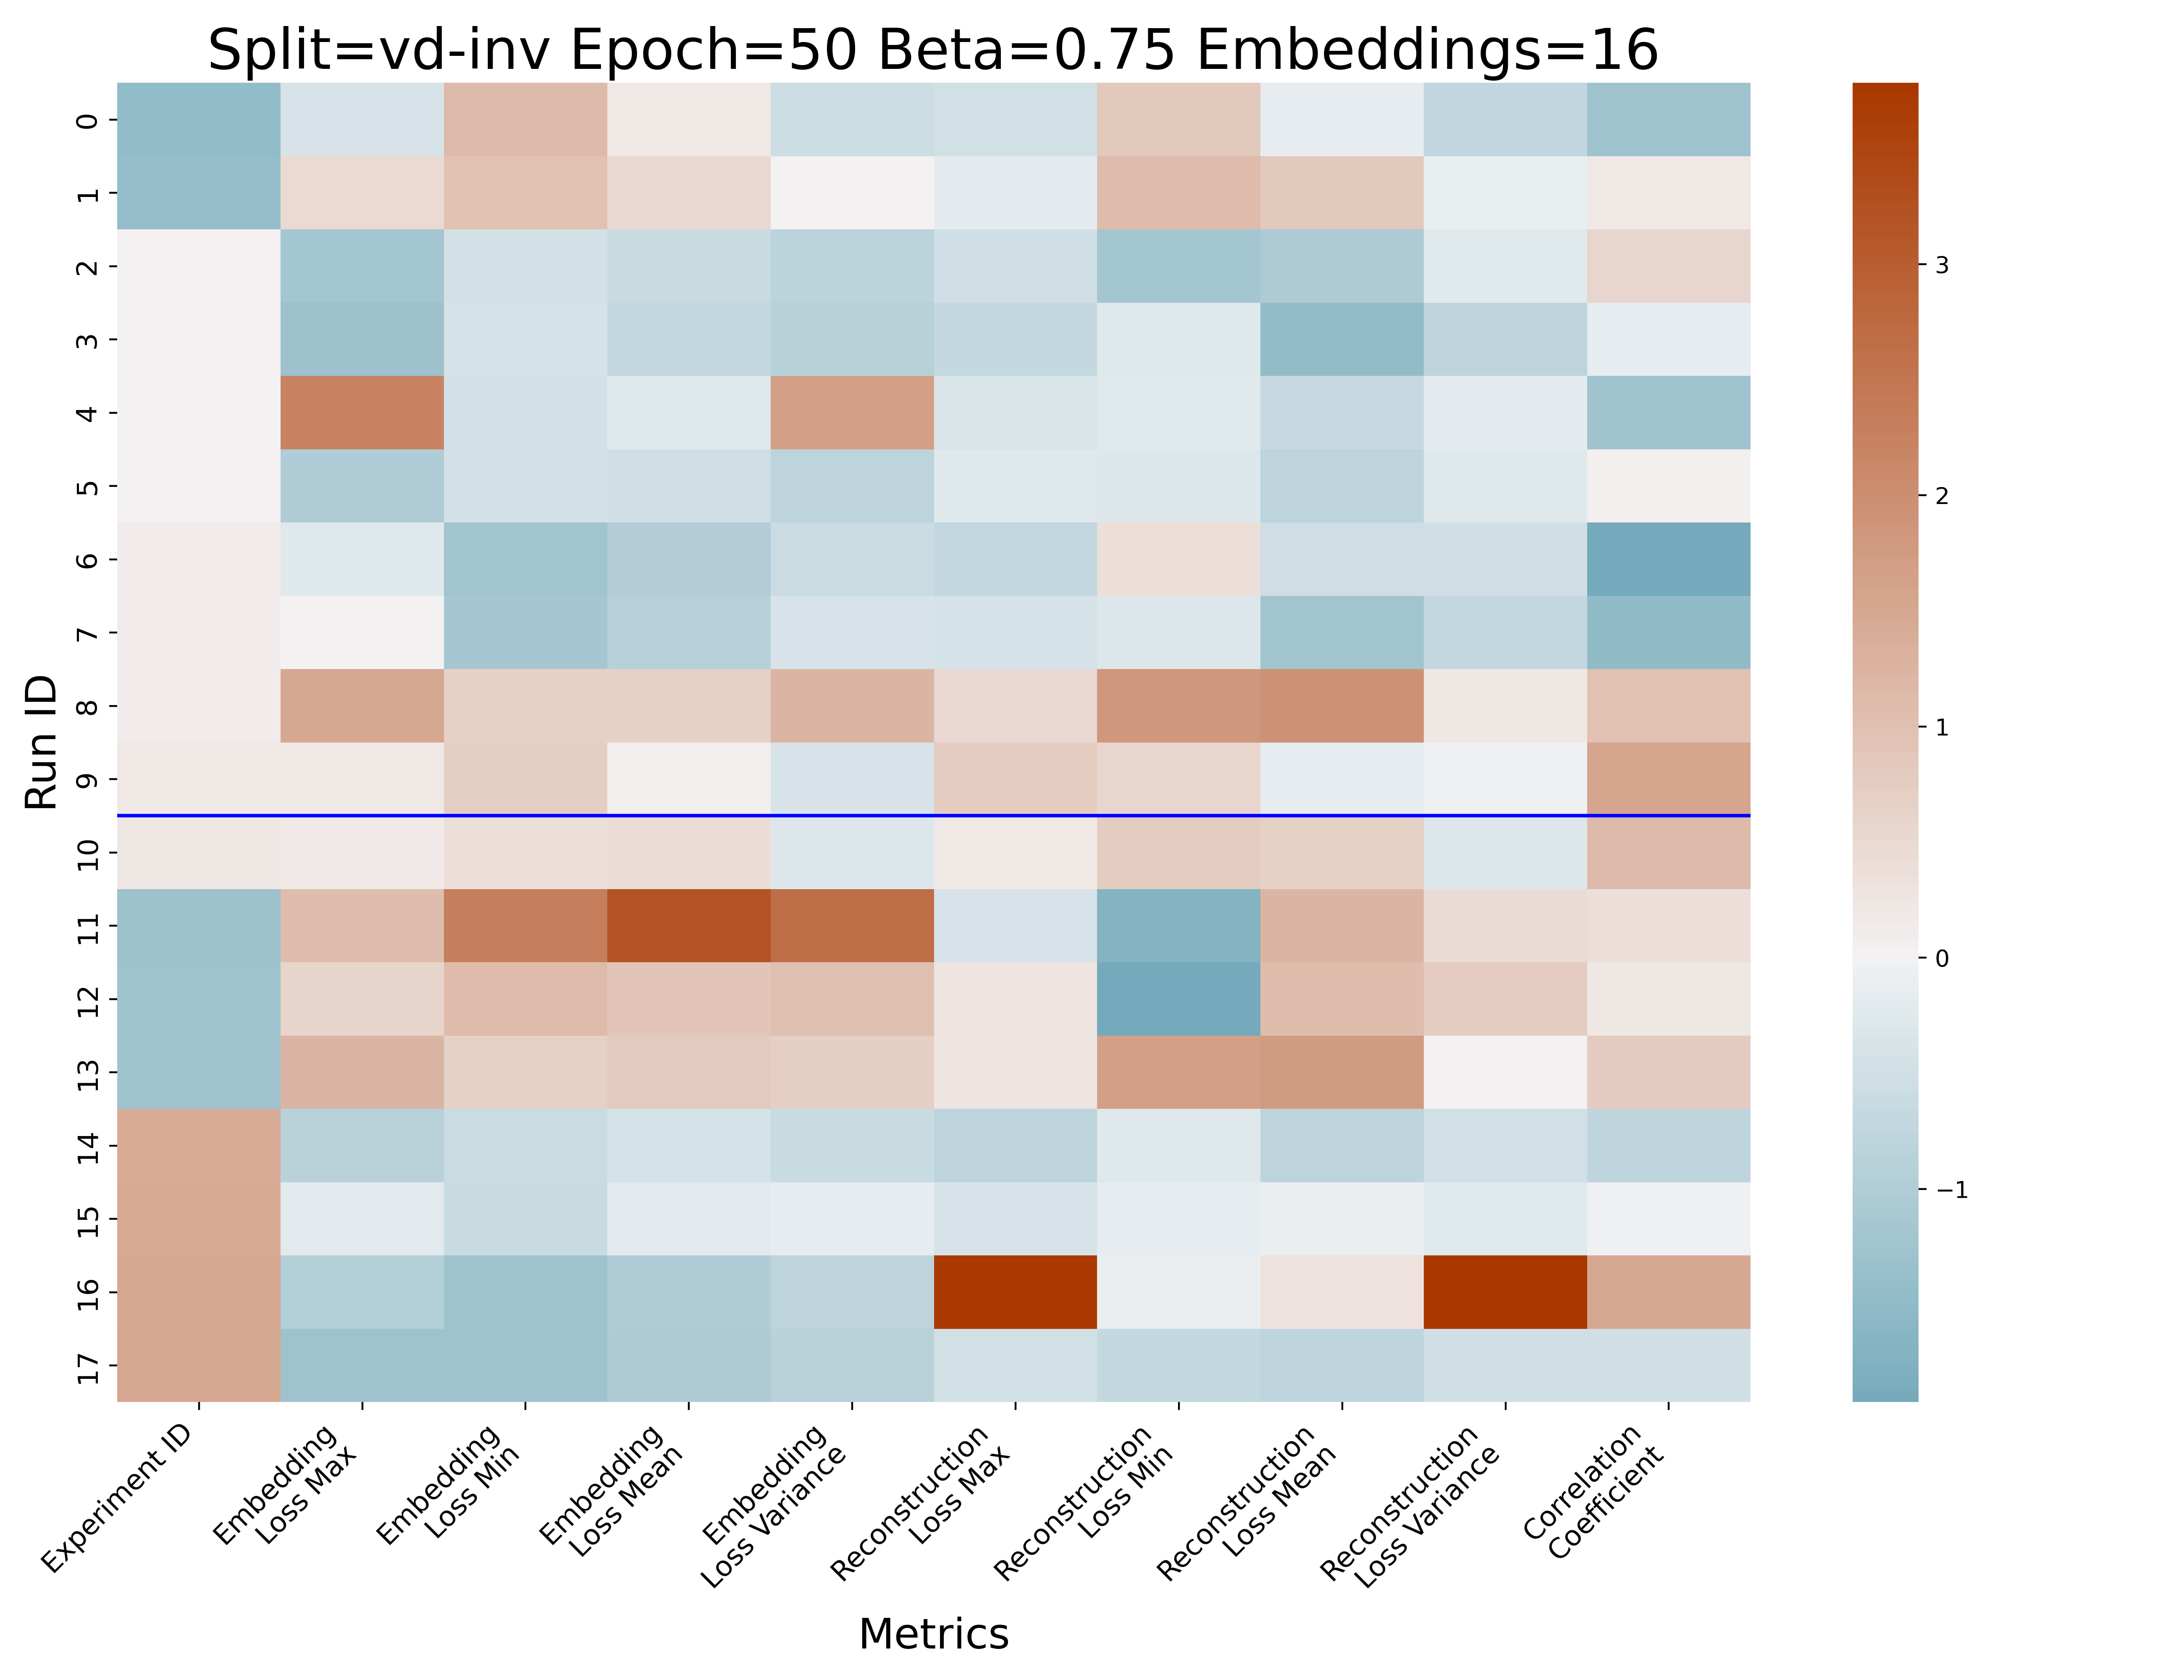 Split=vd-inv Epoch=50 Beta=0.75 Embeddings=16
Run ID
0
1
2
3
4
5
6
7
8
9
10
11
12
13
14
15
16
17
Experiment ID
Embedding
Loss Max
Embedding
Loss Min
Embedding
Loss Mean
Embedding
Loss Variance
Reconstruction
Loss Max
Reconstruction
Loss Min
Reconstruction
Loss Mean
Reconstruction
Loss Variance
Correlation
Coefficient
Metrics
3
2
1
0
−1